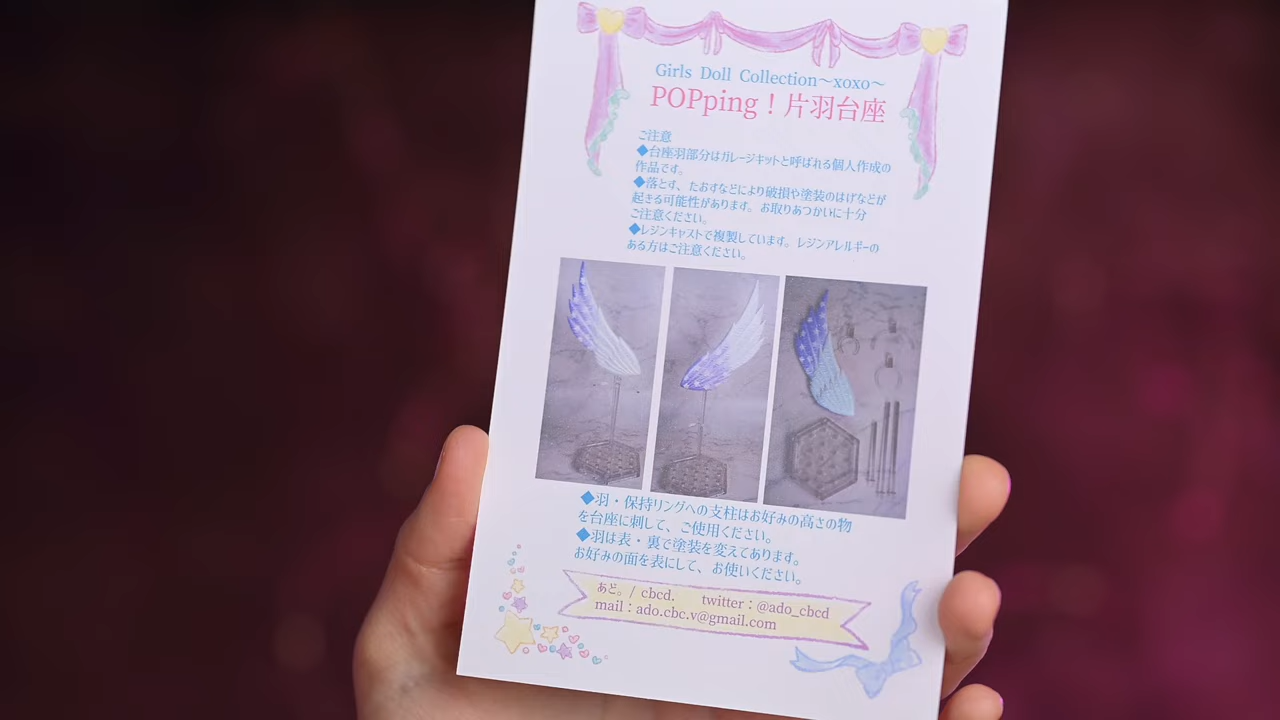 Girls Doll Collection～xoxo～
POPping！片羽台座
ご注意
◆台座羽部分はガレージキットと呼ばれる個人作成の
作品です。
◆落とす、たおすなどにより破損や塗装のはげなどが
起きる可能性があります。お取りあつかいに十分
ご注意ください。
◆レジンキャストで複製しています。レジンアレルギーの
ある方はご注意ください。
◆羽・保持リングへの支柱はお好みの高さの物
を台座に刺して、ご使用ください。
◆羽は表・裏で塗装を変えてあります。
お好みの面を表にして、お使いください。
あど。/ cbcd. twitter：@ado_cbcd
mail：ado.cbc.v@gmail.com